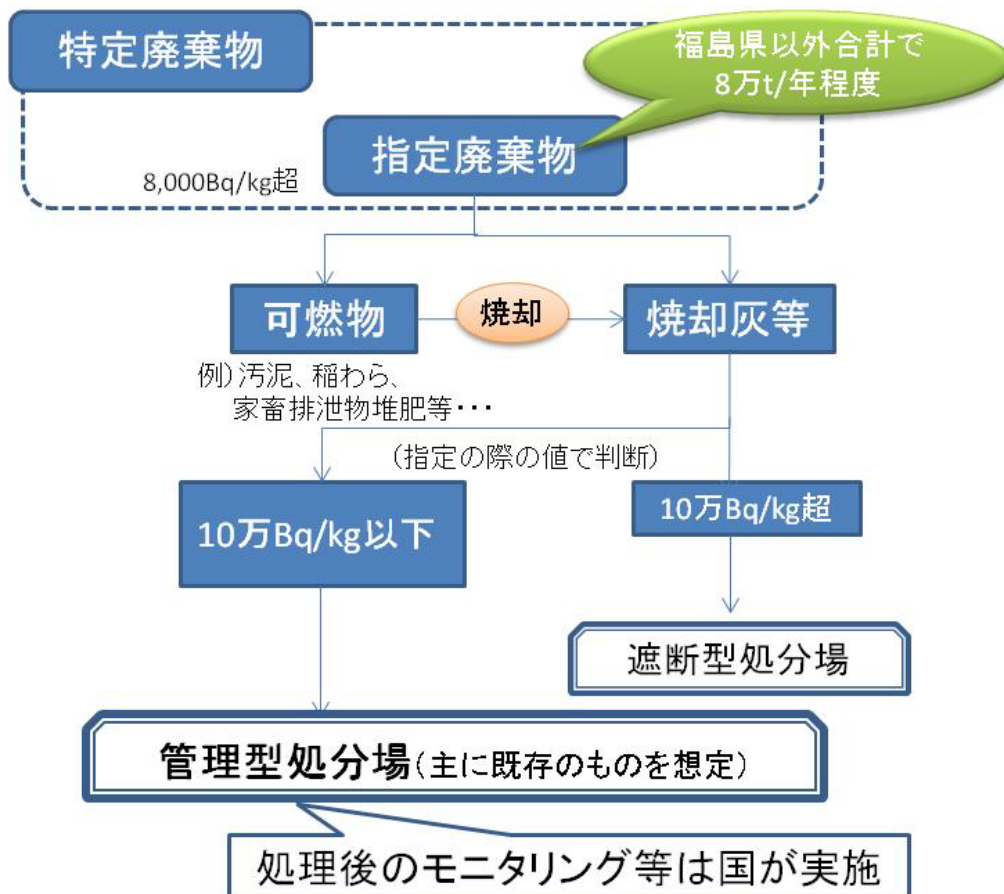 特定廃棄物
福島県以外合計で
8万t/年程度
指定廃棄物
8,000Bq/kg超
可燃物
焼却
焼却灰等
例）汚泥、稲わら、
家畜排泄物堆肥等・・・
（指定の際の値で判断）
10万Bq/kg以下
10万Bq/kg超
遮断型処分場
管理型処分場（主に既存のものを想定）
処理後のモニタリング等は国が実施